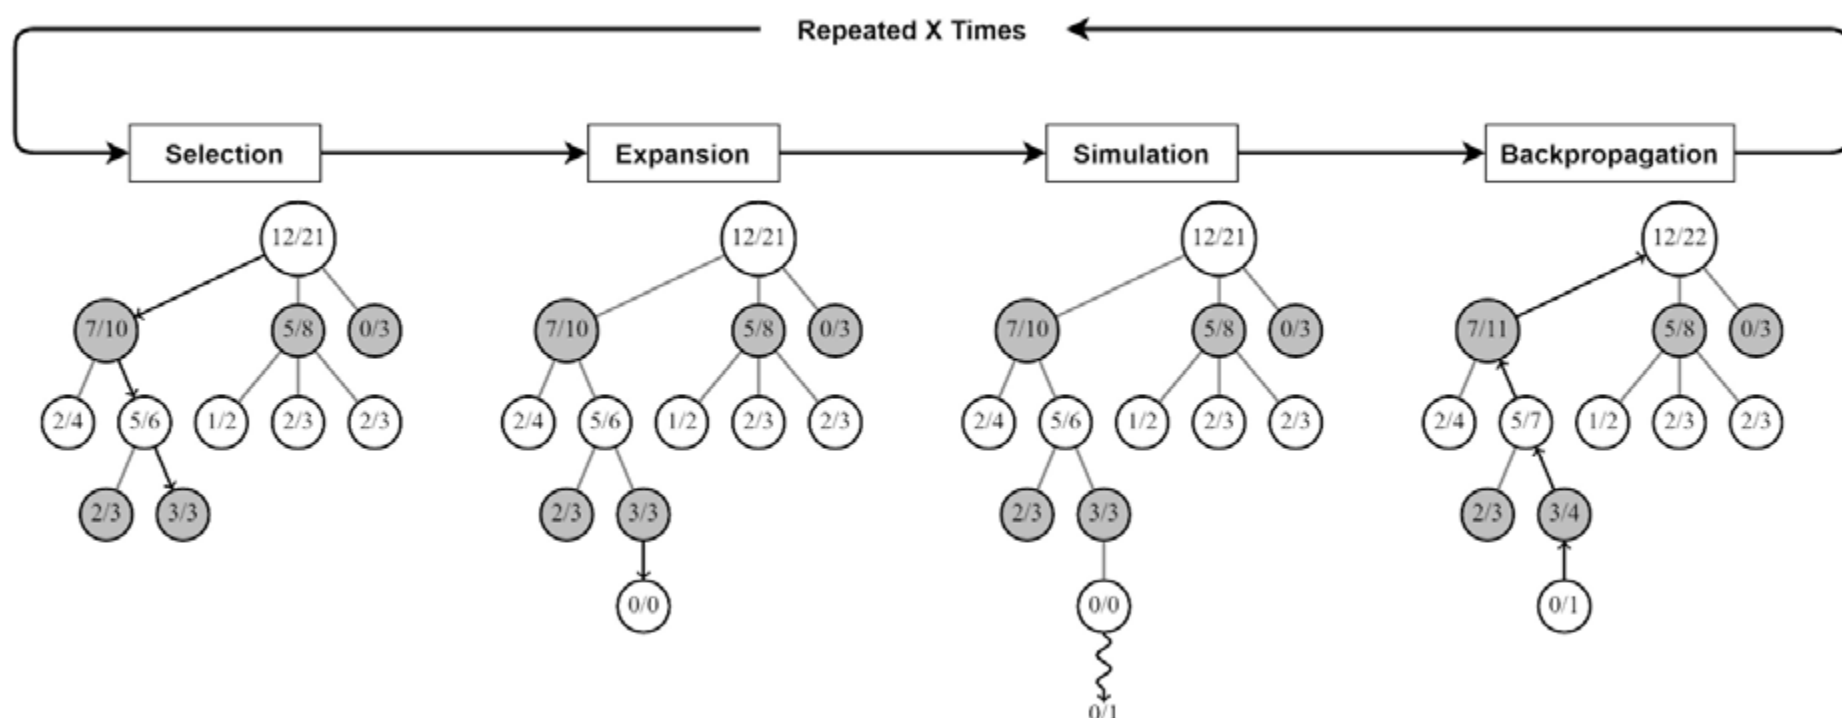 Repeated X Times
Selection Expansion Simulation Backpropagation
12/21 12/21 12/21 12/22
7/10 5/8 0/3 7/10 5/8 0/3 7/10 5/8 0/3 7/11 5/8 0/3
2/4 5/6 1/2 2/3 2/3 2/4 5/6 1/2 2/3 2/3 2/4 5/6 1/2 2/3 2/3 2/4 5/7 1/2 2/3 2/3
2/3 3/3 2/3 3/3 2/3 3/3 2/3 3/4
0/0 0/0 0/1
0/1